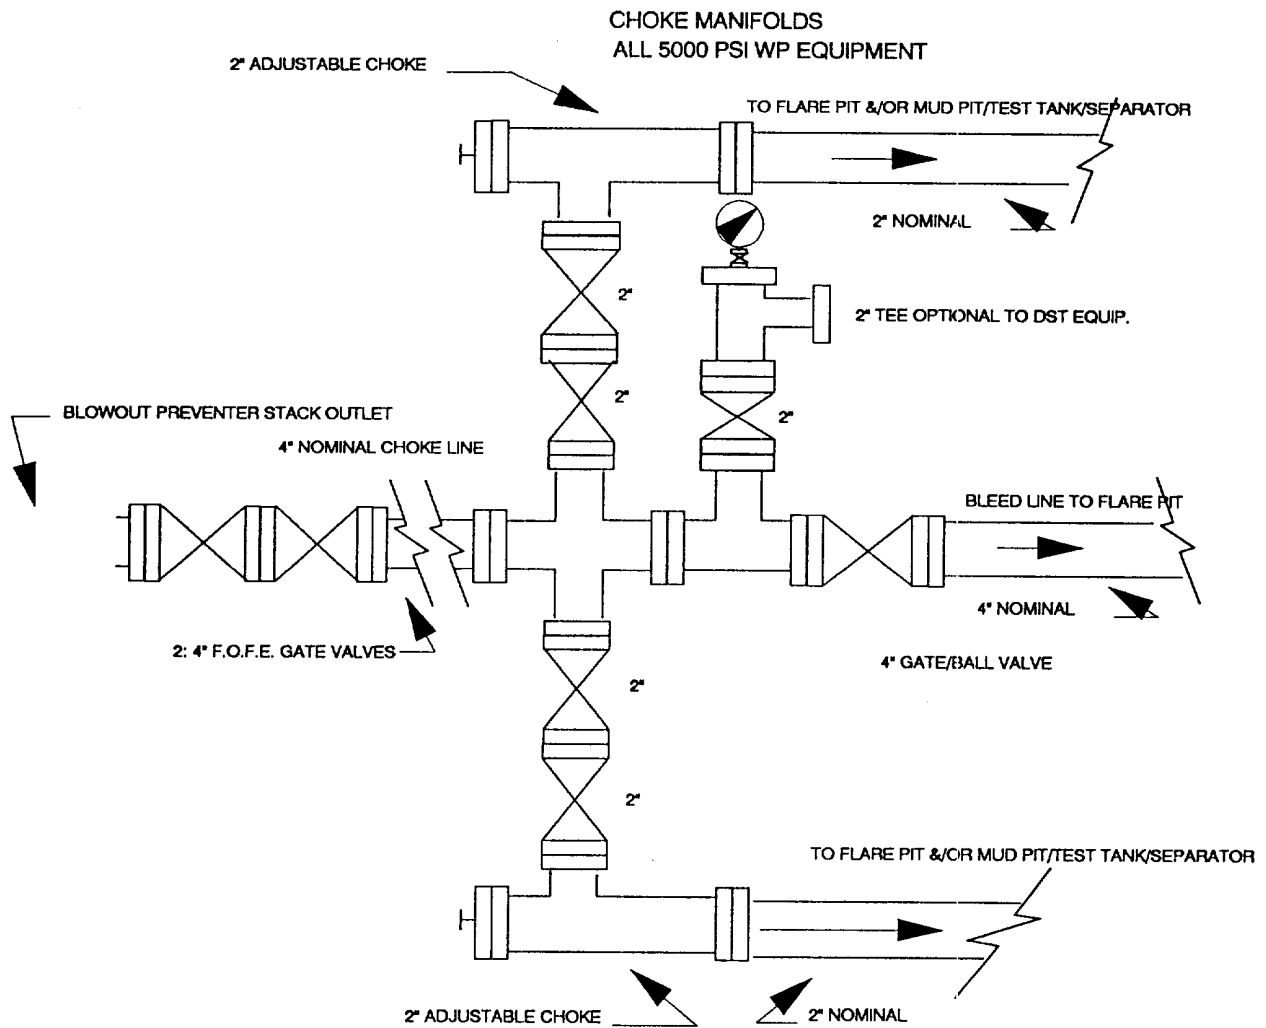 CHOKE MANIFOLDS
ALL 5000 PSI WP EQUIPMENT
2" ADJUSTABLE CHOKE
TO FLARE PIT &/OR MUD PIT/TEST TANK/SEPARATOR
2" NOMINAL
2"
2" TEE OPTIONAL TO DST EQUIP.
2"
2"
BLOWOUT PREVENTER STACK OUTLET
4" NOMINAL CHOKE LINE
BLEED LINE TO FLARE PIT
4" NOMINAL
2: 4" F.O.F.E. GATE VALVES
4" GATE/BALL VALVE
2"
2"
TO FLARE PIT &/OR MUD PIT/TEST TANK/SEPARATOR
2" ADJUSTABLE CHOKE
2" NOMINAL